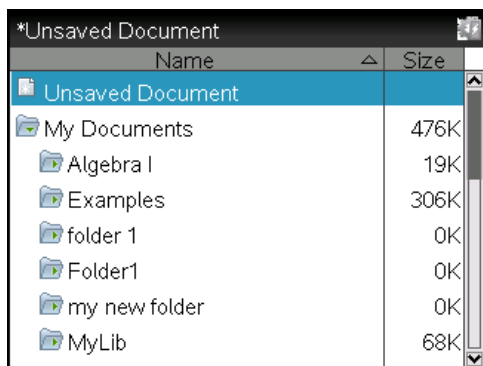 *Unsaved Document
Name Size
Unsaved Document
My Documents 476K
Algebra I 19K
Examples 306K
folder 1 0K
Folder1 0K
my new folder 0K
MyLib 68K